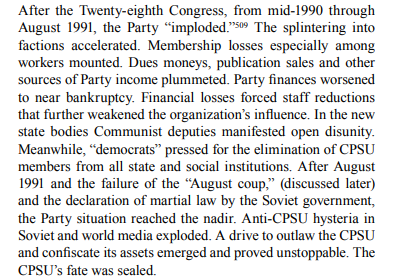 After the Twenty-eighth Congress, from mid-1990 through
August 1991, the Party “imploded.”509 The splintering into
factions accelerated. Membership losses especially among
workers mounted. Dues moneys, publication sales and other
sources of Party income plummeted. Party finances worsened
to near bankruptcy. Financial losses forced staff reductions
that further weakened the organization’s influence. In the new
state bodies Communist deputies manifested open disunity.
Meanwhile, “democrats” pressed for the elimination of CPSU
members from all state and social institutions. After August
1991 and the failure of the “August coup,” (discussed later)
and the declaration of martial law by the Soviet government,
the Party situation reached the nadir. Anti-CPSU hysteria in
Soviet and world media exploded. A drive to outlaw the CPSU
and confiscate its assets emerged and proved unstoppable. The
CPSU’s fate was sealed.